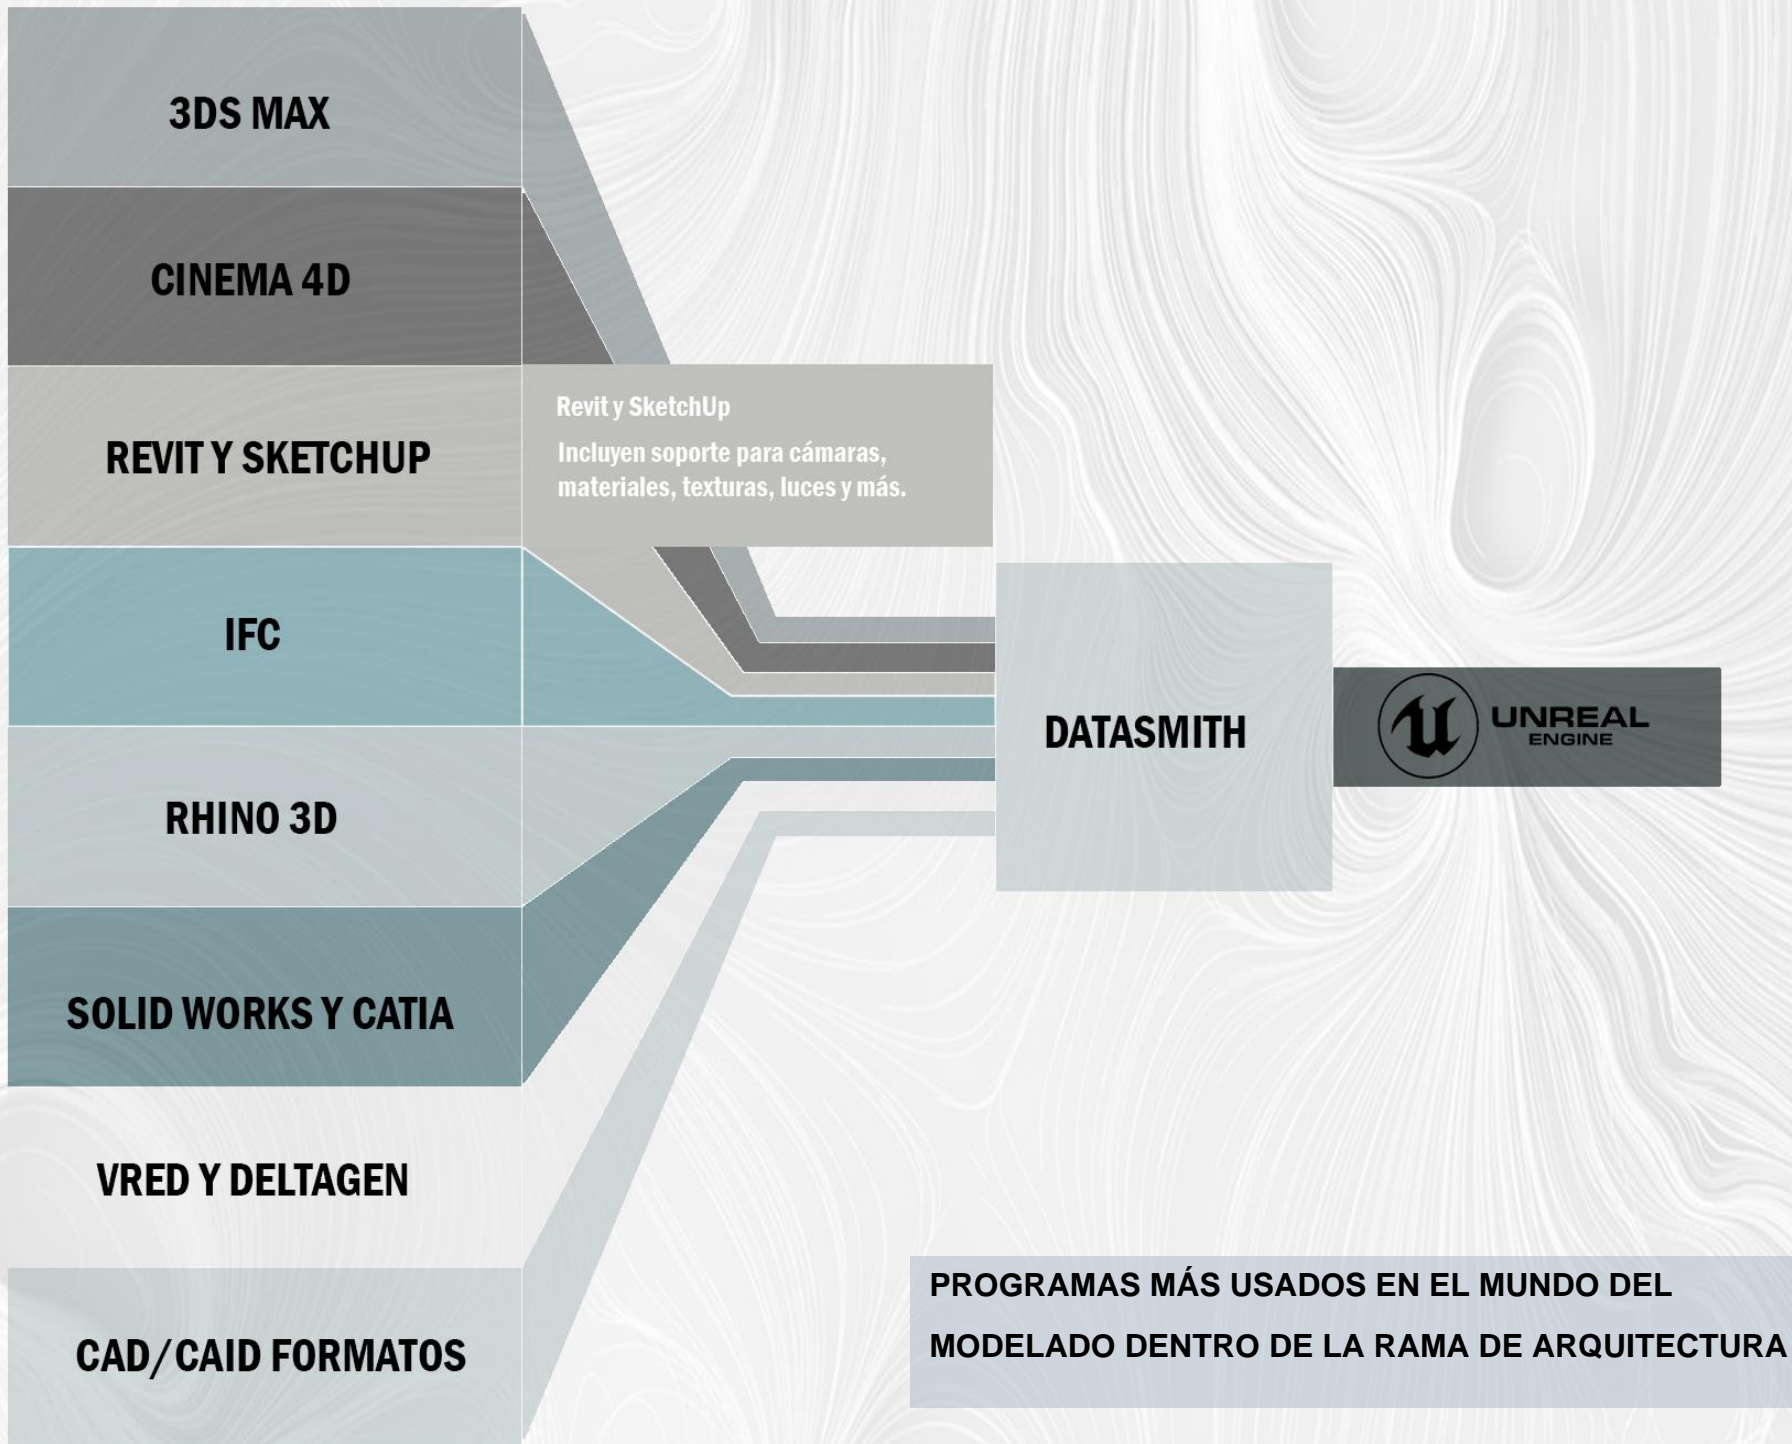 3DS MAX
CINEMA 4D
REVIT Y SKETCHUP
Revit y SketchUp
Incluyen soporte para cámaras,
materiales, texturas, luces y más.
IFC
RHINO 3D
SOLID WORKS Y CATIA
VRED Y DELTAGEN
CAD/CAID FORMATOS
DATASMITH
UNREAL
ENGINE
PROGRAMAS MÁS USADOS EN EL MUNDO DEL
MODELADO DENTRO DE LA RAMA DE ARQUITECTURA